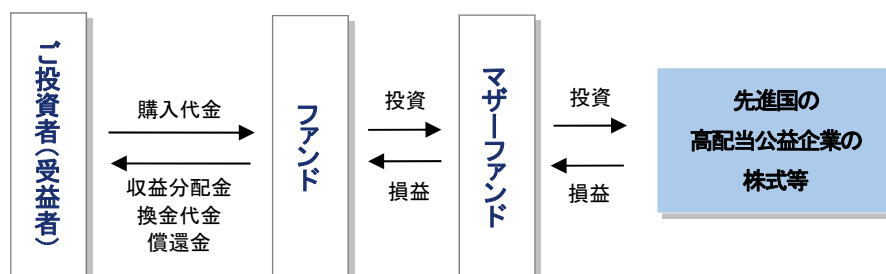 ご投資者(受益者)
購入代金
収益分配金
換金代金
償還金
ファンド
投資
損益
マザーファンド
投資
損益
先進国の
高配当公益企業の
株式等